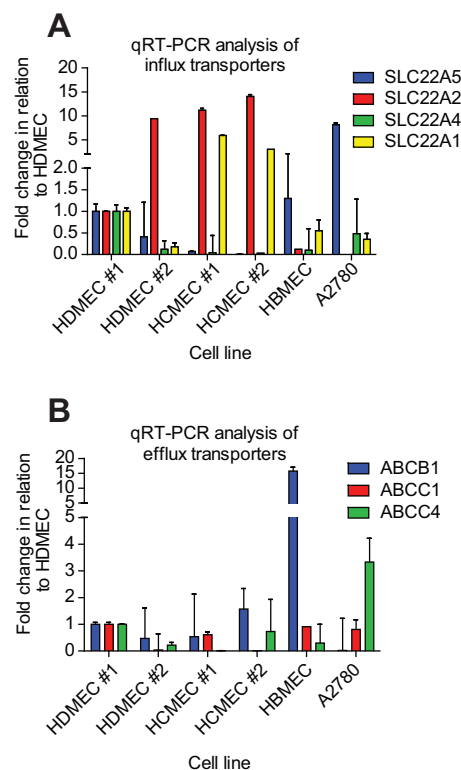 A
qRT-PCR analysis of
influx transporters
SLC22A5
SLC22A2
SLC22A4
SLC22A1
Fold change in relation
to HDMEC
20
15
10
5
2.0
1.5
1.0
0.5
0.0
HDMEC #1
HDMEC #2
HCMEC #1
HCMEC #2
HBMEC
A2780
Cell line
B
qRT-PCR analysis of
efflux transporters
ABCB1
ABCC1
ABCC4
Fold change in relation
to HDMEC
20
15
10
5
5
4
3
2
1
0
HDMEC #1
HDMEC #2
HCMEC #1
HCMEC #2
HBMEC
A2780
Cell line